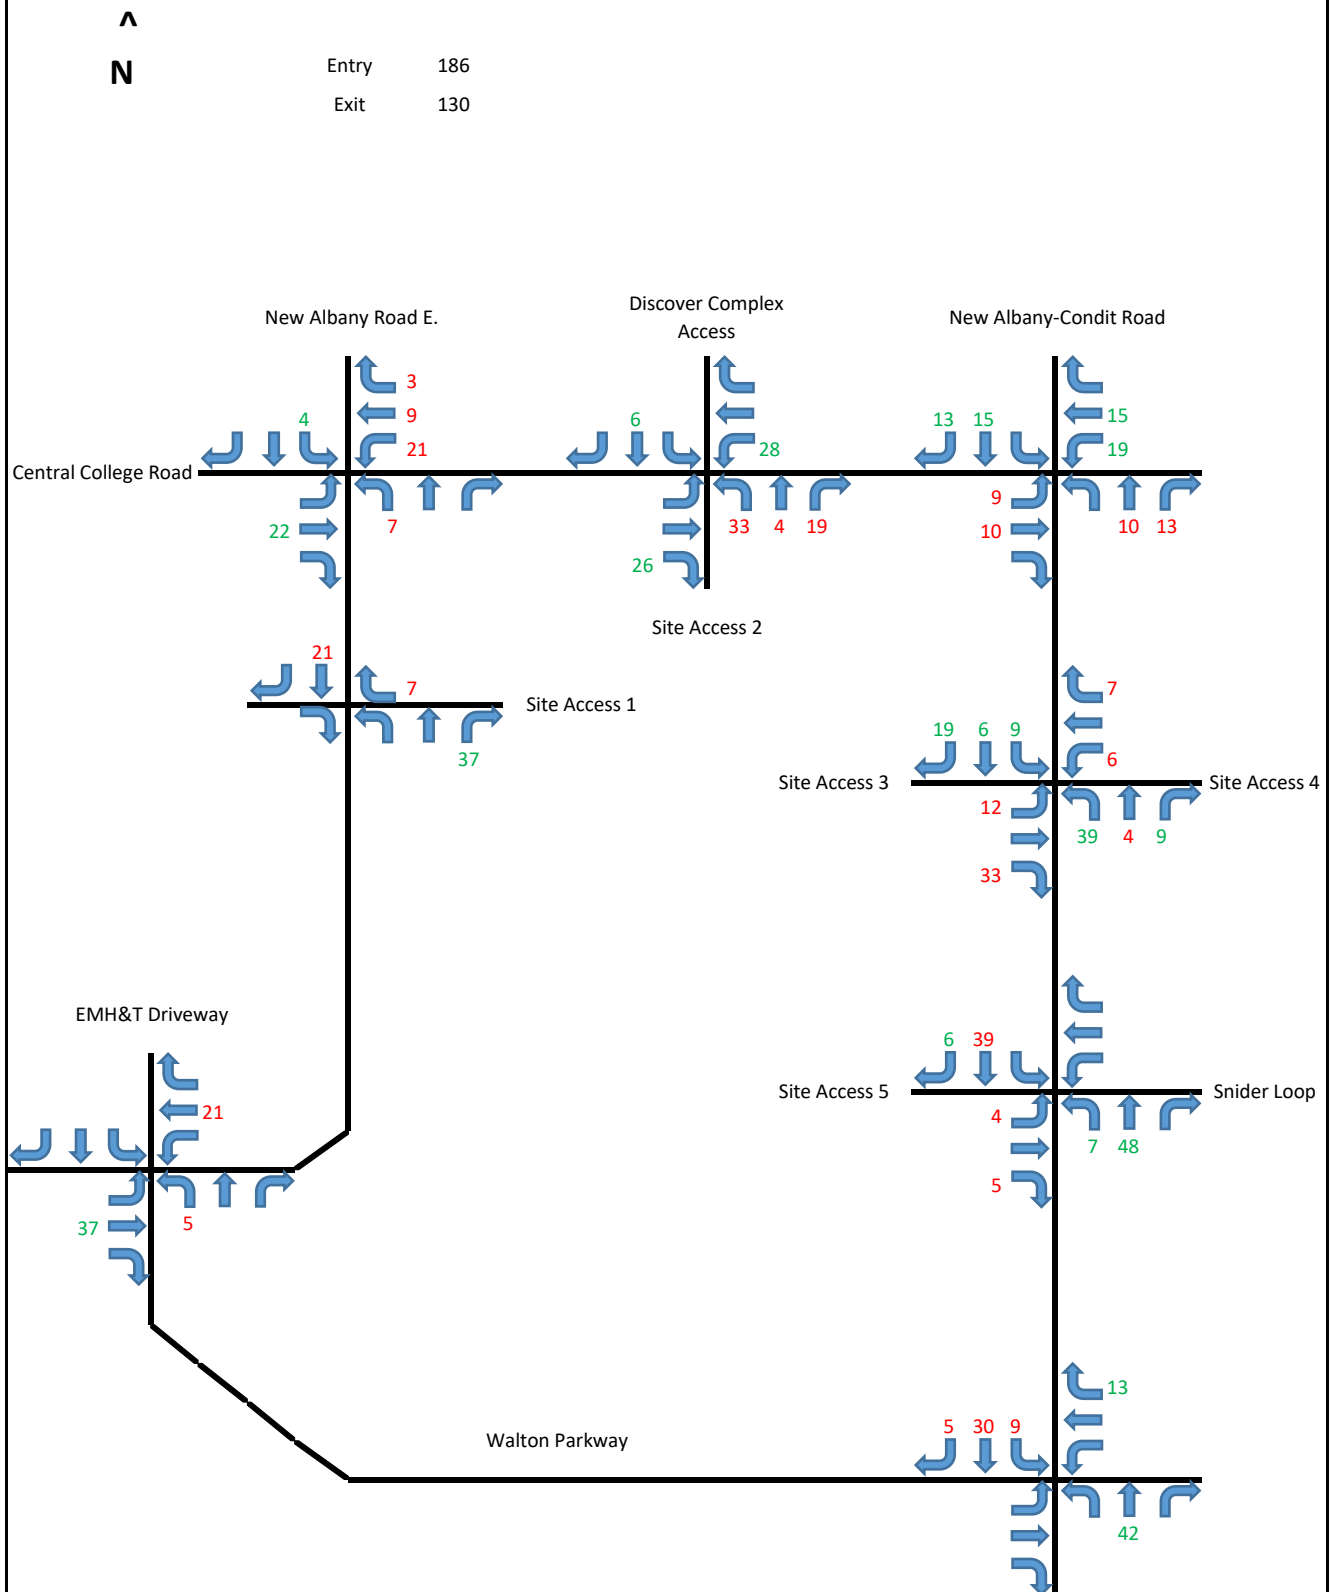 ^
N
Entry 186
Exit 130
Discover Complex
Access
New Albany Road E.
New Albany-Condit Road
3
4 9 6 13 15 15
21 28 19
Central College Road
9
7 33 4 19 10 13
22 10
26
Site Access 2
21
7 7
Site Access 1
19 6 9
37 6
Site Access 3 Site Access 4
12
39 4 9
33
EMH&T Driveway
6 39
Site Access 5 Snider Loop
21
4
7 48
5
5
37
13
5 30 9
Walton Parkway
42